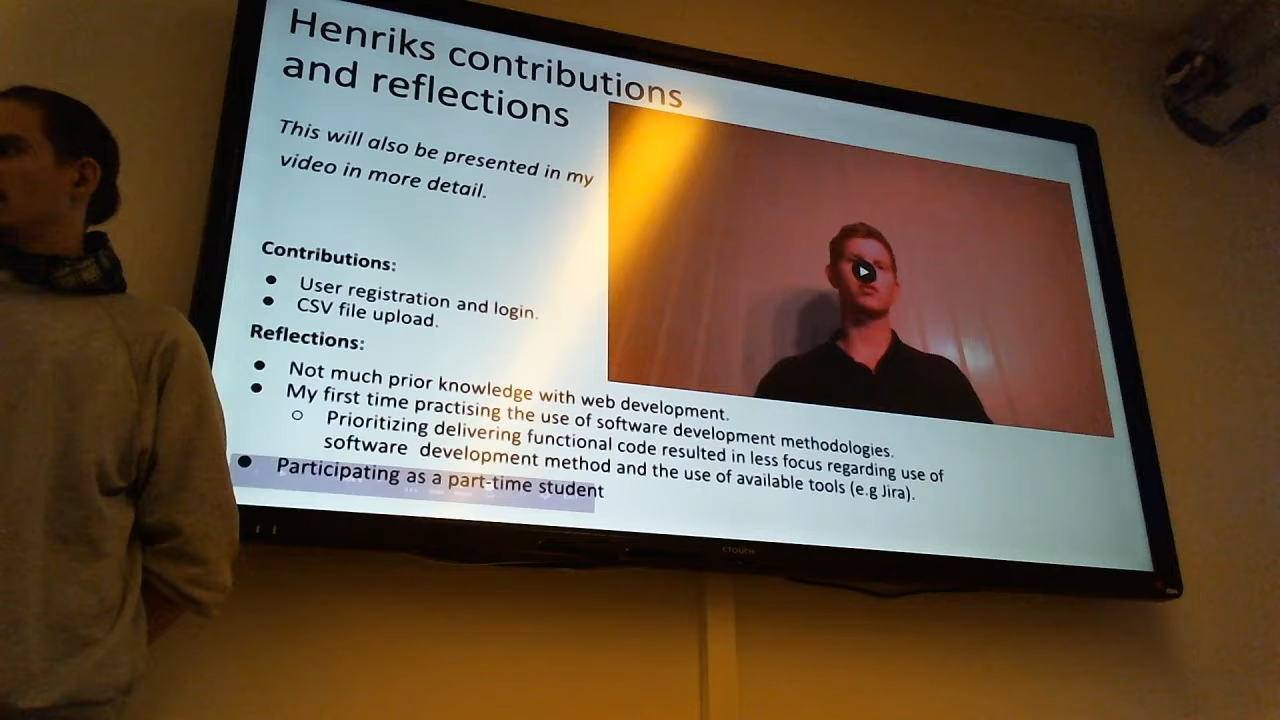 Henriks contributions
and reflections
This will also be presented in my
video in more detail.
Contributions:
● User registration and login.
● CSV file upload.
Reflections:
● Not much prior knowledge with web development.
● My first time practising the use of software development methodologies.
○ Prioritizing delivering functional code resulted in less focus regarding use of
software development method and the use of available tools (e.g Jira).
● Participating as a part-time student
CTOUCH